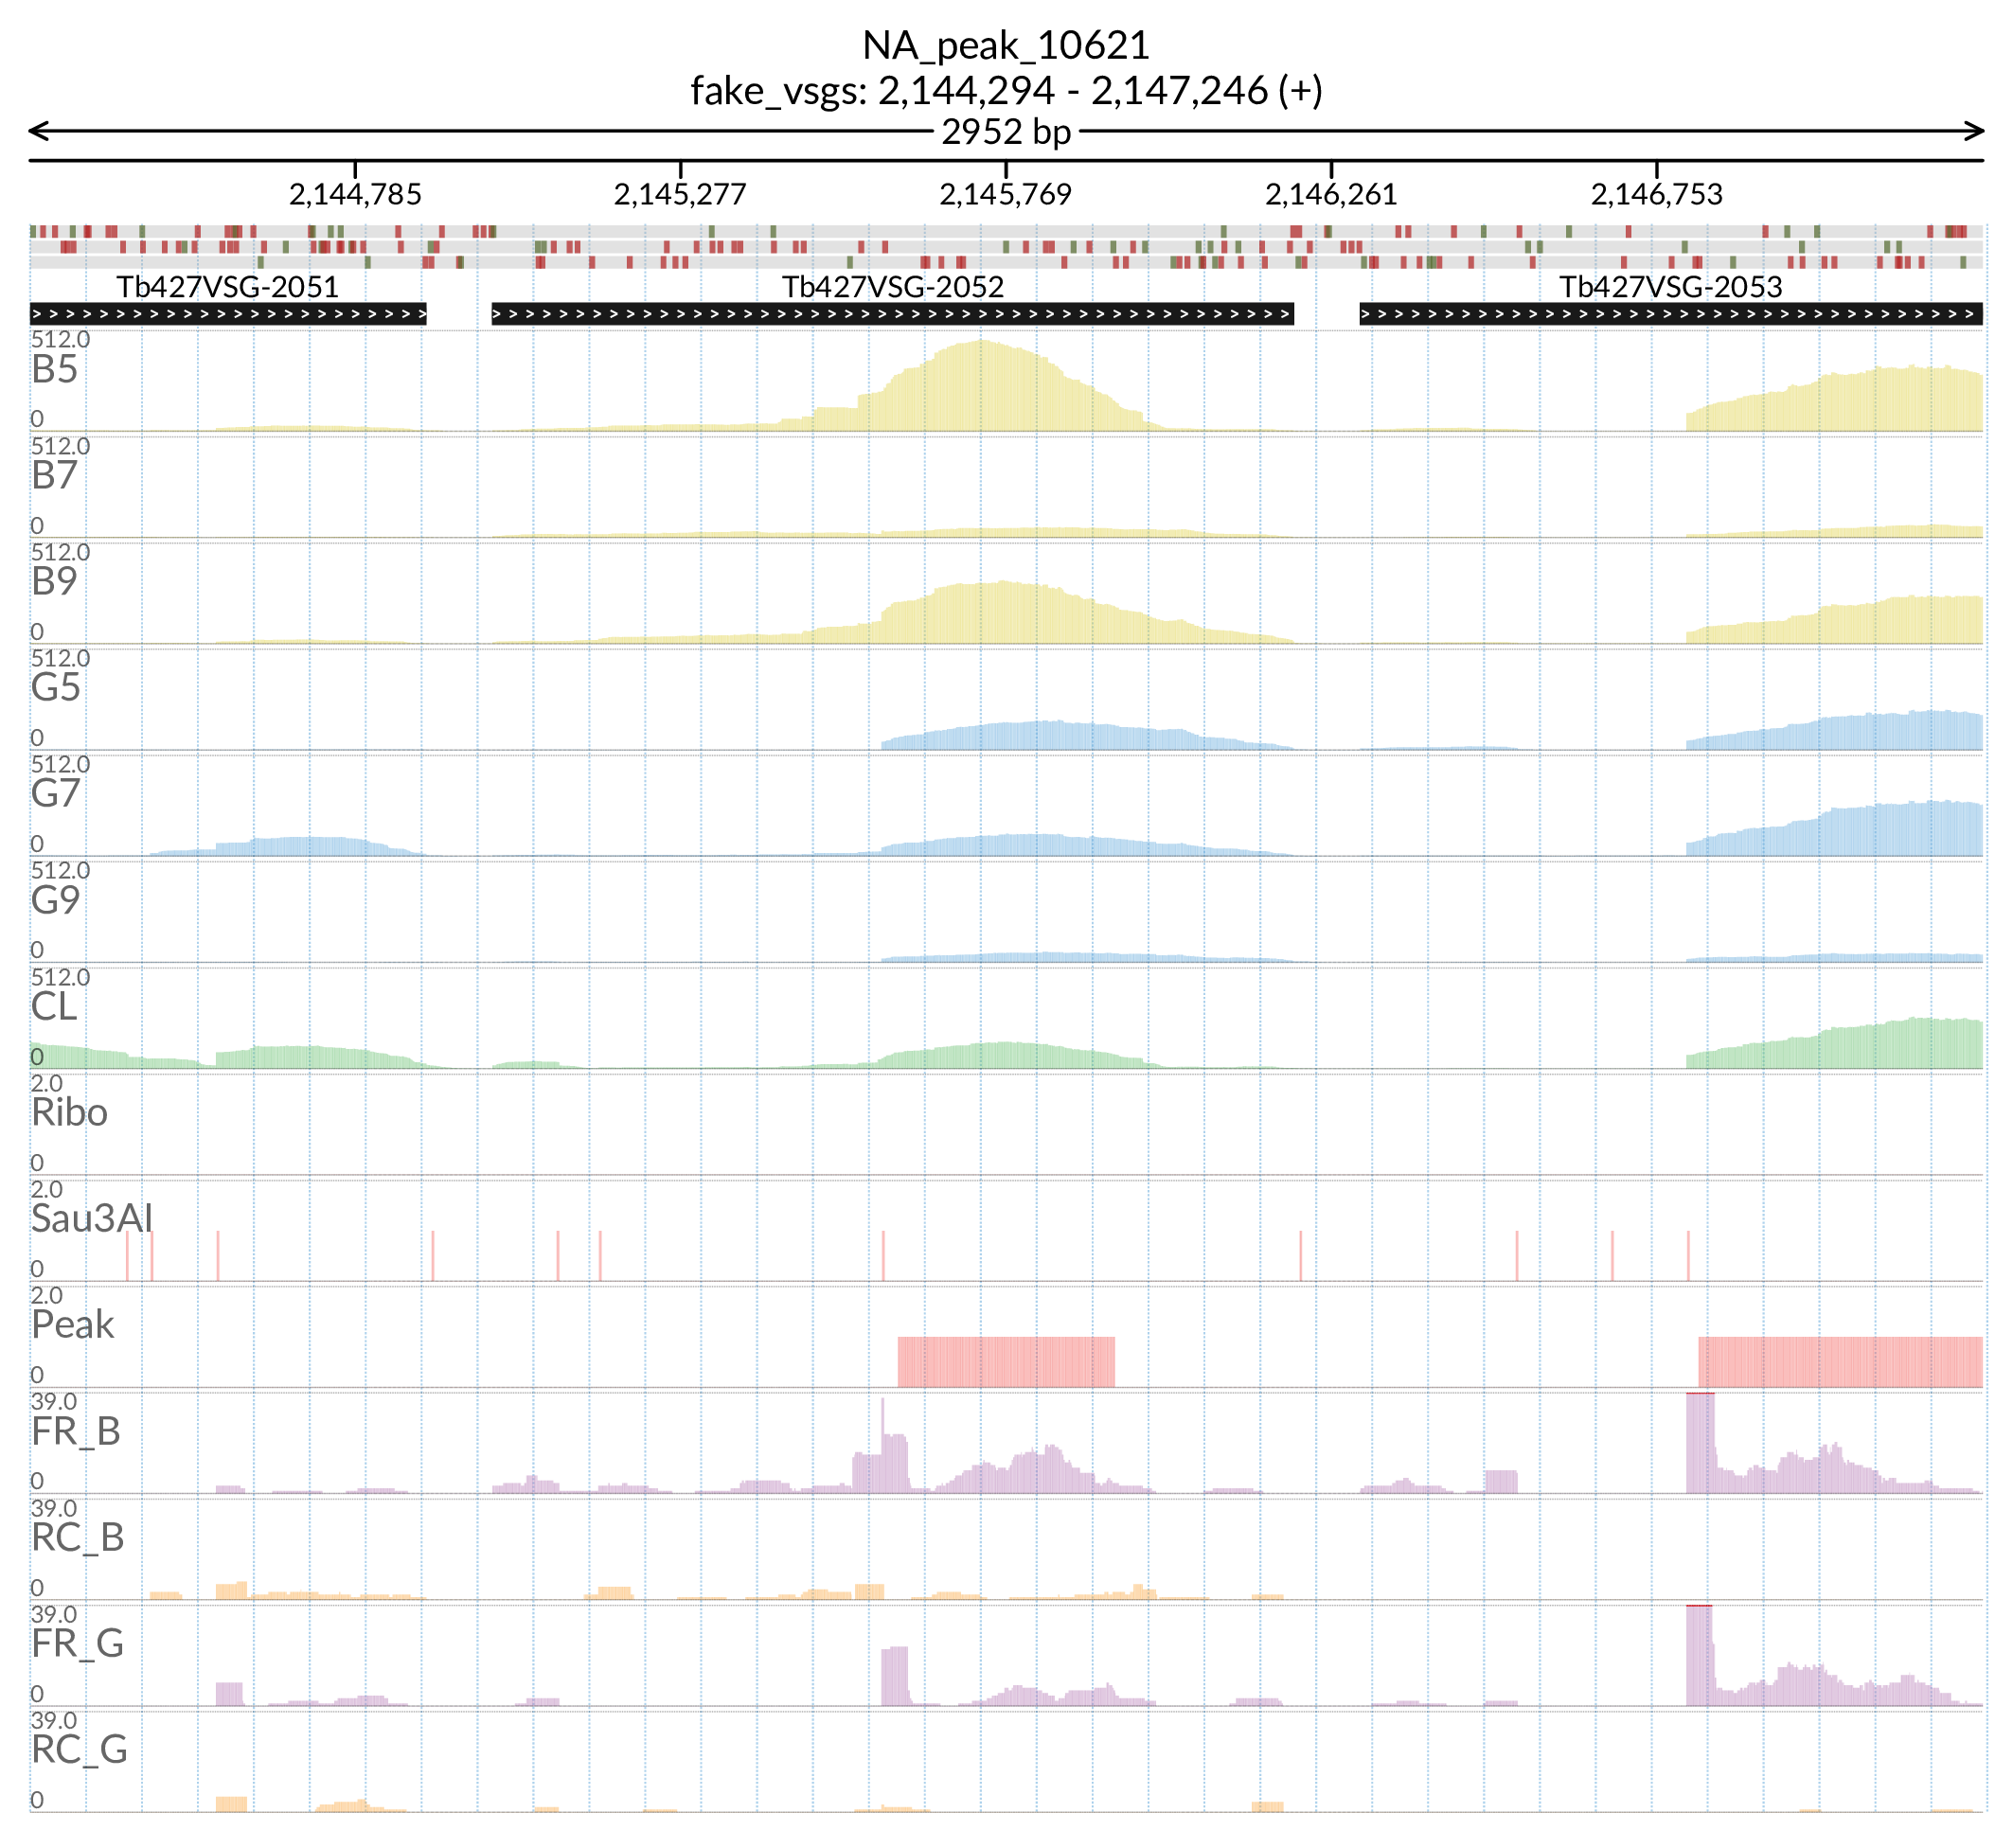 NA_peak_10621
fake_vsgs: 2,144,294 - 2,147,246 (+)
2952 bp
2,144,785 2,145,277 2,145,769 2,146,261 2,146,753
Tb427VSG-2051 Tb427VSG-2052 Tb427VSG-2053
512.0
B5
0
512.0
B7
0
512.0
B9
0
512.0
G5
0
512.0
G7
0
512.0
G9
0
512.0
CL
0
2.0
Ribo
0
2.0
Sau3AI
0
2.0
Peak
0
39.0
FR_B
0
39.0
RC_B
0
39.0
FR_G
0
39.0
RC_G
0